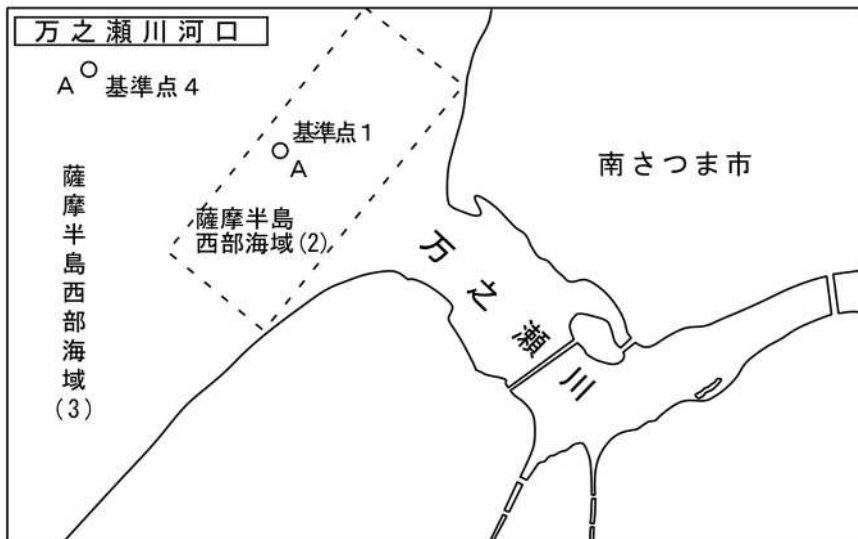 万之瀬川河口
A 基準点4
基準点1
A
南さつま市
薩摩半島
西部海域(2)
薩摩半島西部海域(3)
万之瀬川